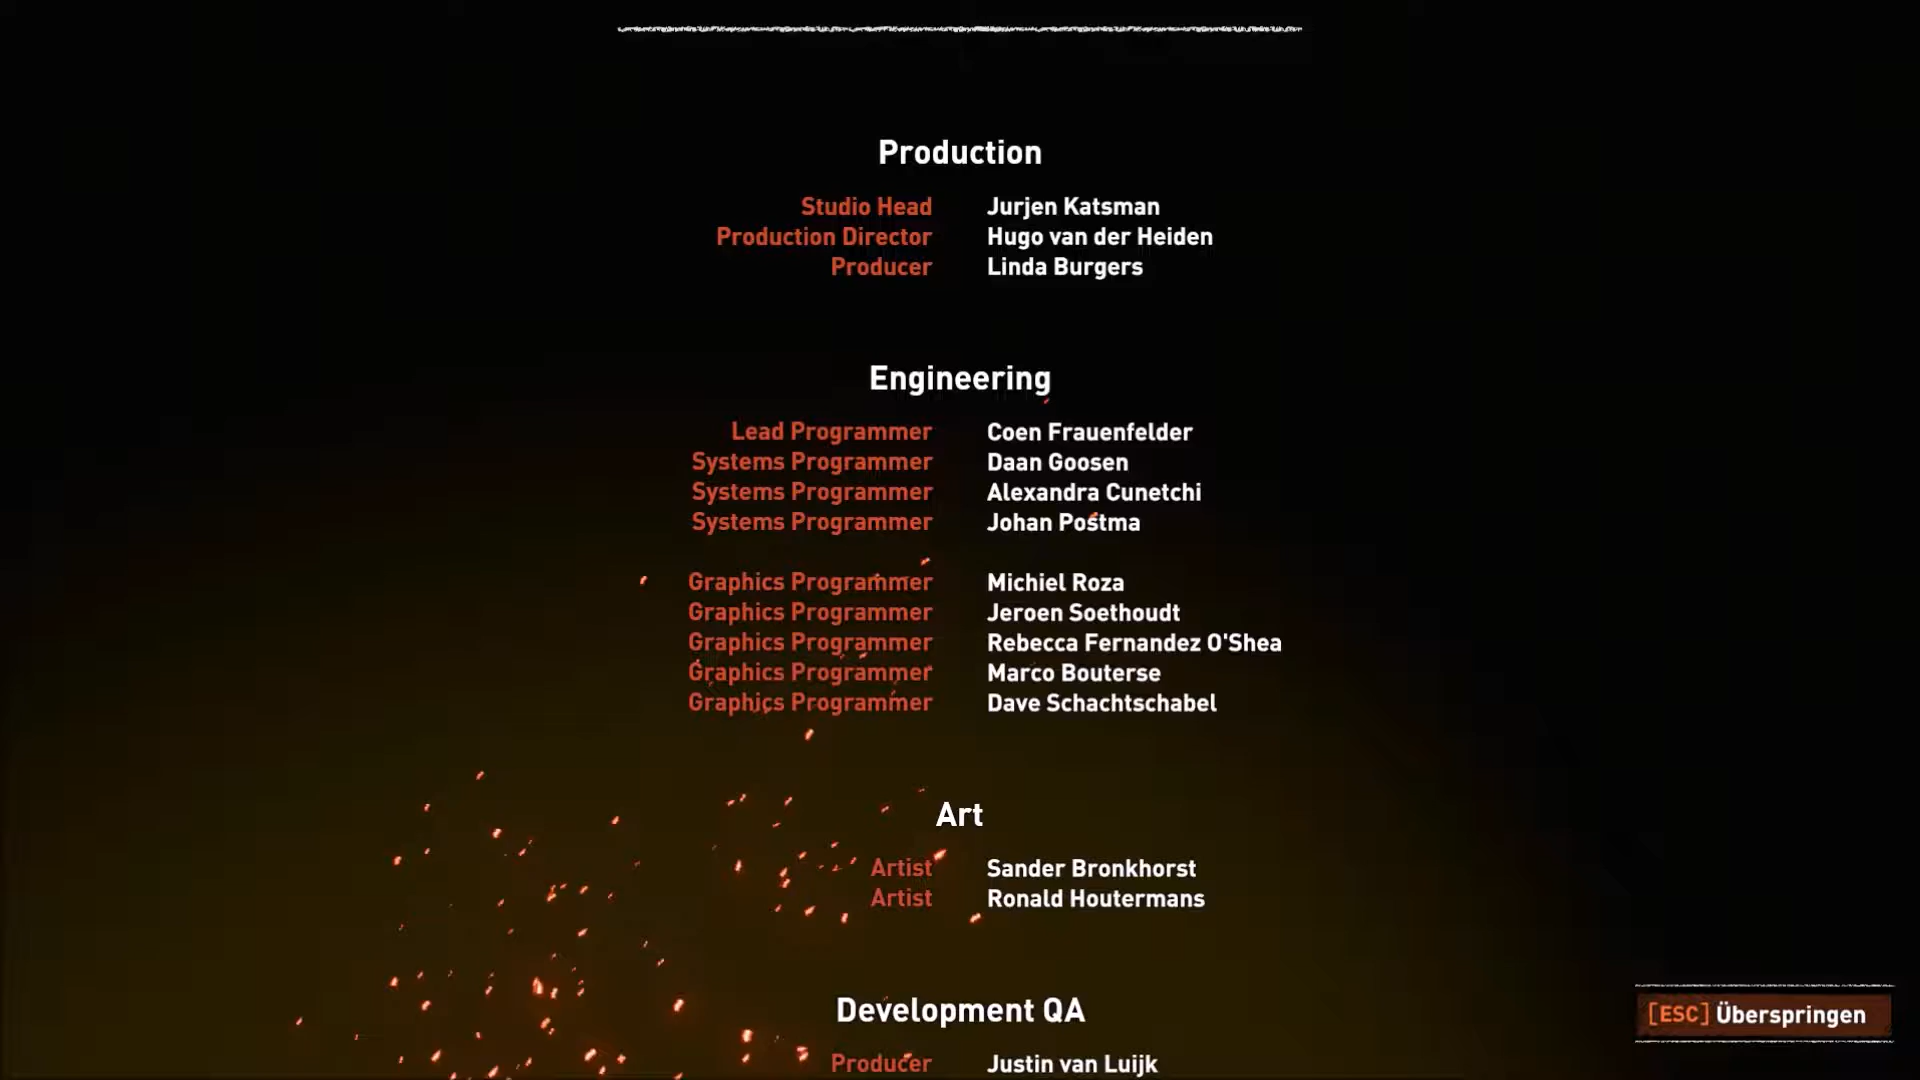 Production
Studio Head Jurjen Katsman
Production Director Hugo van der Heiden
Producer Linda Burgers
Engineering
Lead Programmer Coen Frauenfelder
Systems Programmer Daan Goosen
Systems Programmer Alexandra Cunetchi
Systems Programmer Johan Postma
Graphics Programmer Michiel Roza
Graphics Programmer Jeroen Soethoudt
Graphics Programmer Rebecca Fernandez O'Shea
Graphics Programmer Marco Bouterse
Graphics Programmer Dave Schachtschabel
Art
Artist Sander Bronkhorst
Artist Ronald Houtermans
Development QA
Producer Justin van Luijk
[ESC] Überspringen